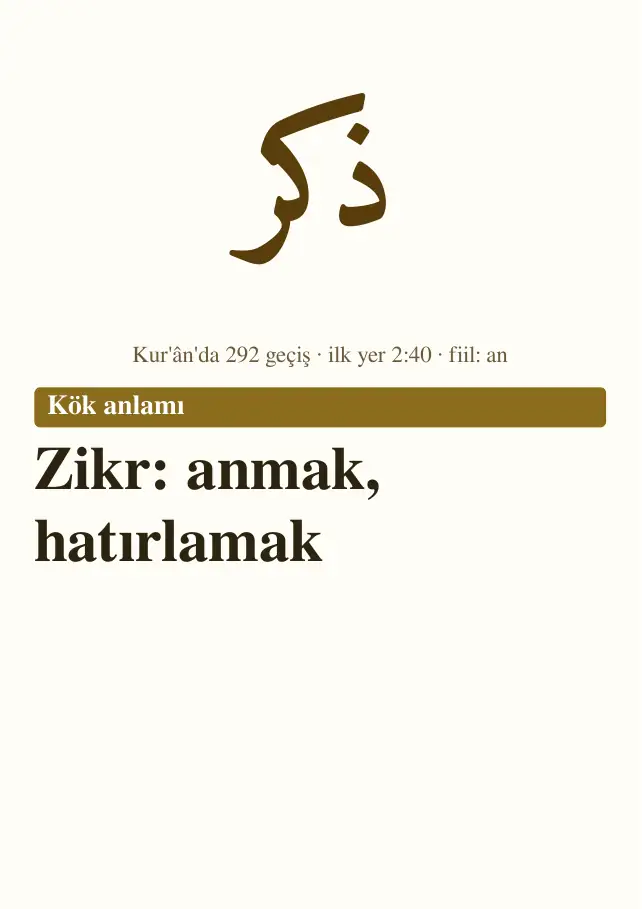 ذكر
Kur'ân'da 292 geçiş · ilk yer 2:40 · fiil: an
Kök anlamı
Zikr: anmak,
hatırlamak